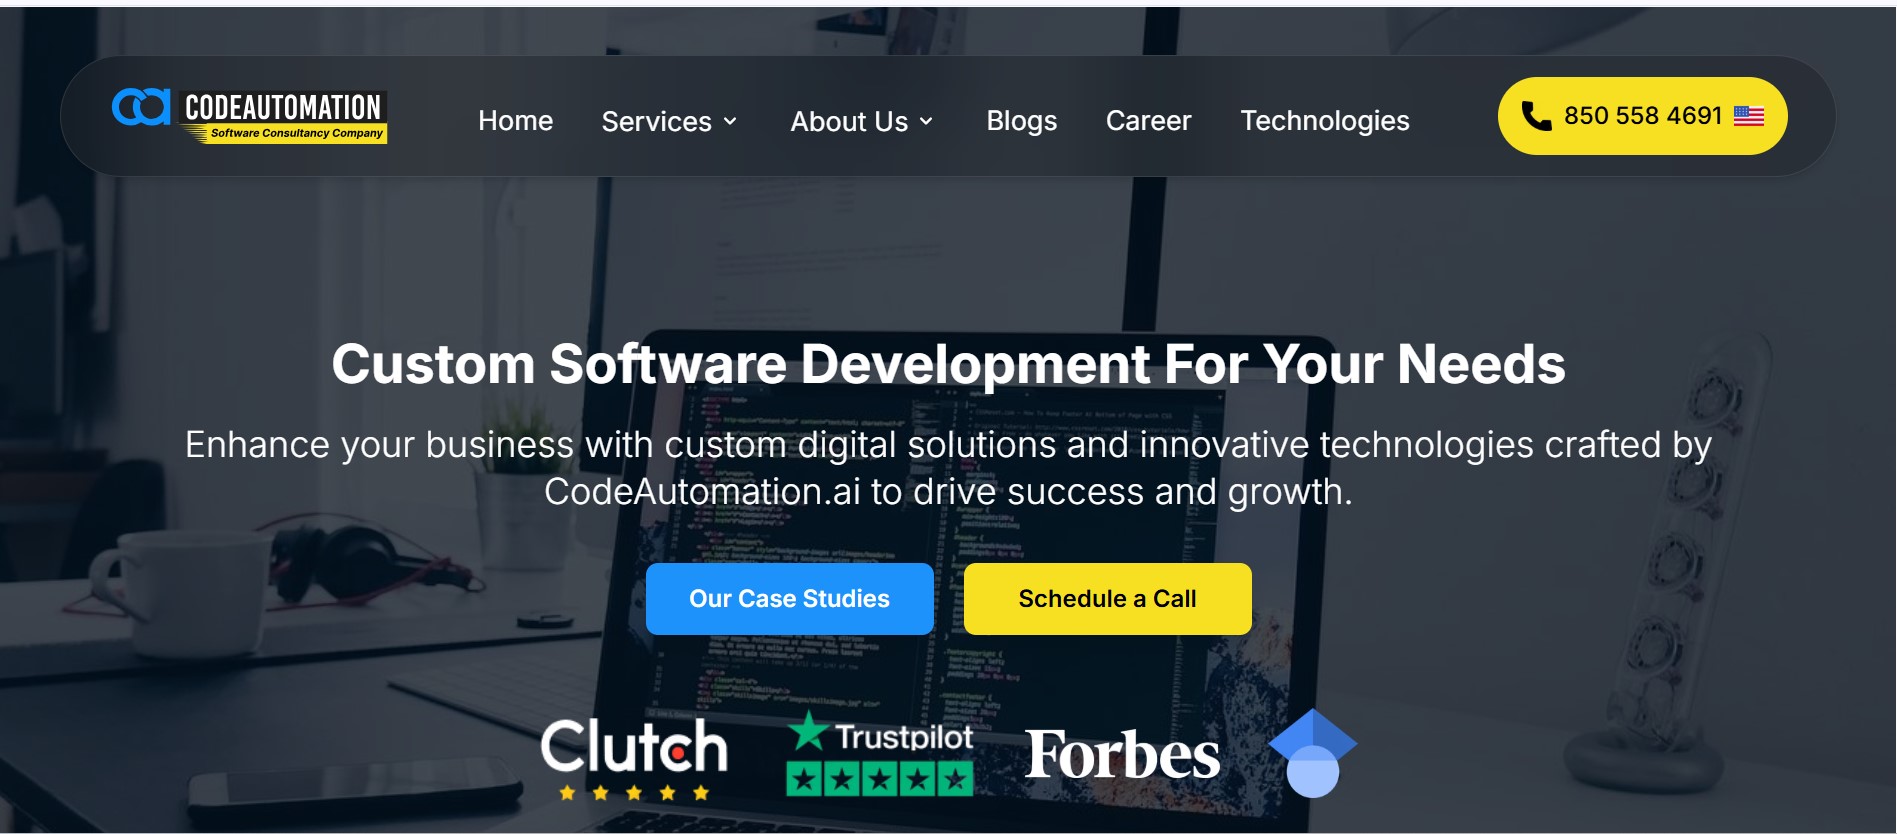 CODEAUTOMATION
Software Consultancy Company
Home
Services
About Us
Blogs
Career
Technologies
850 558 4691
Custom Software Development For Your Needs
Enhance your business with custom digital solutions and innovative technologies crafted by
CodeAutomation.ai to drive success and growth.
Our Case Studies
Schedule a Call
Clutch
Trustpilot
Forbes